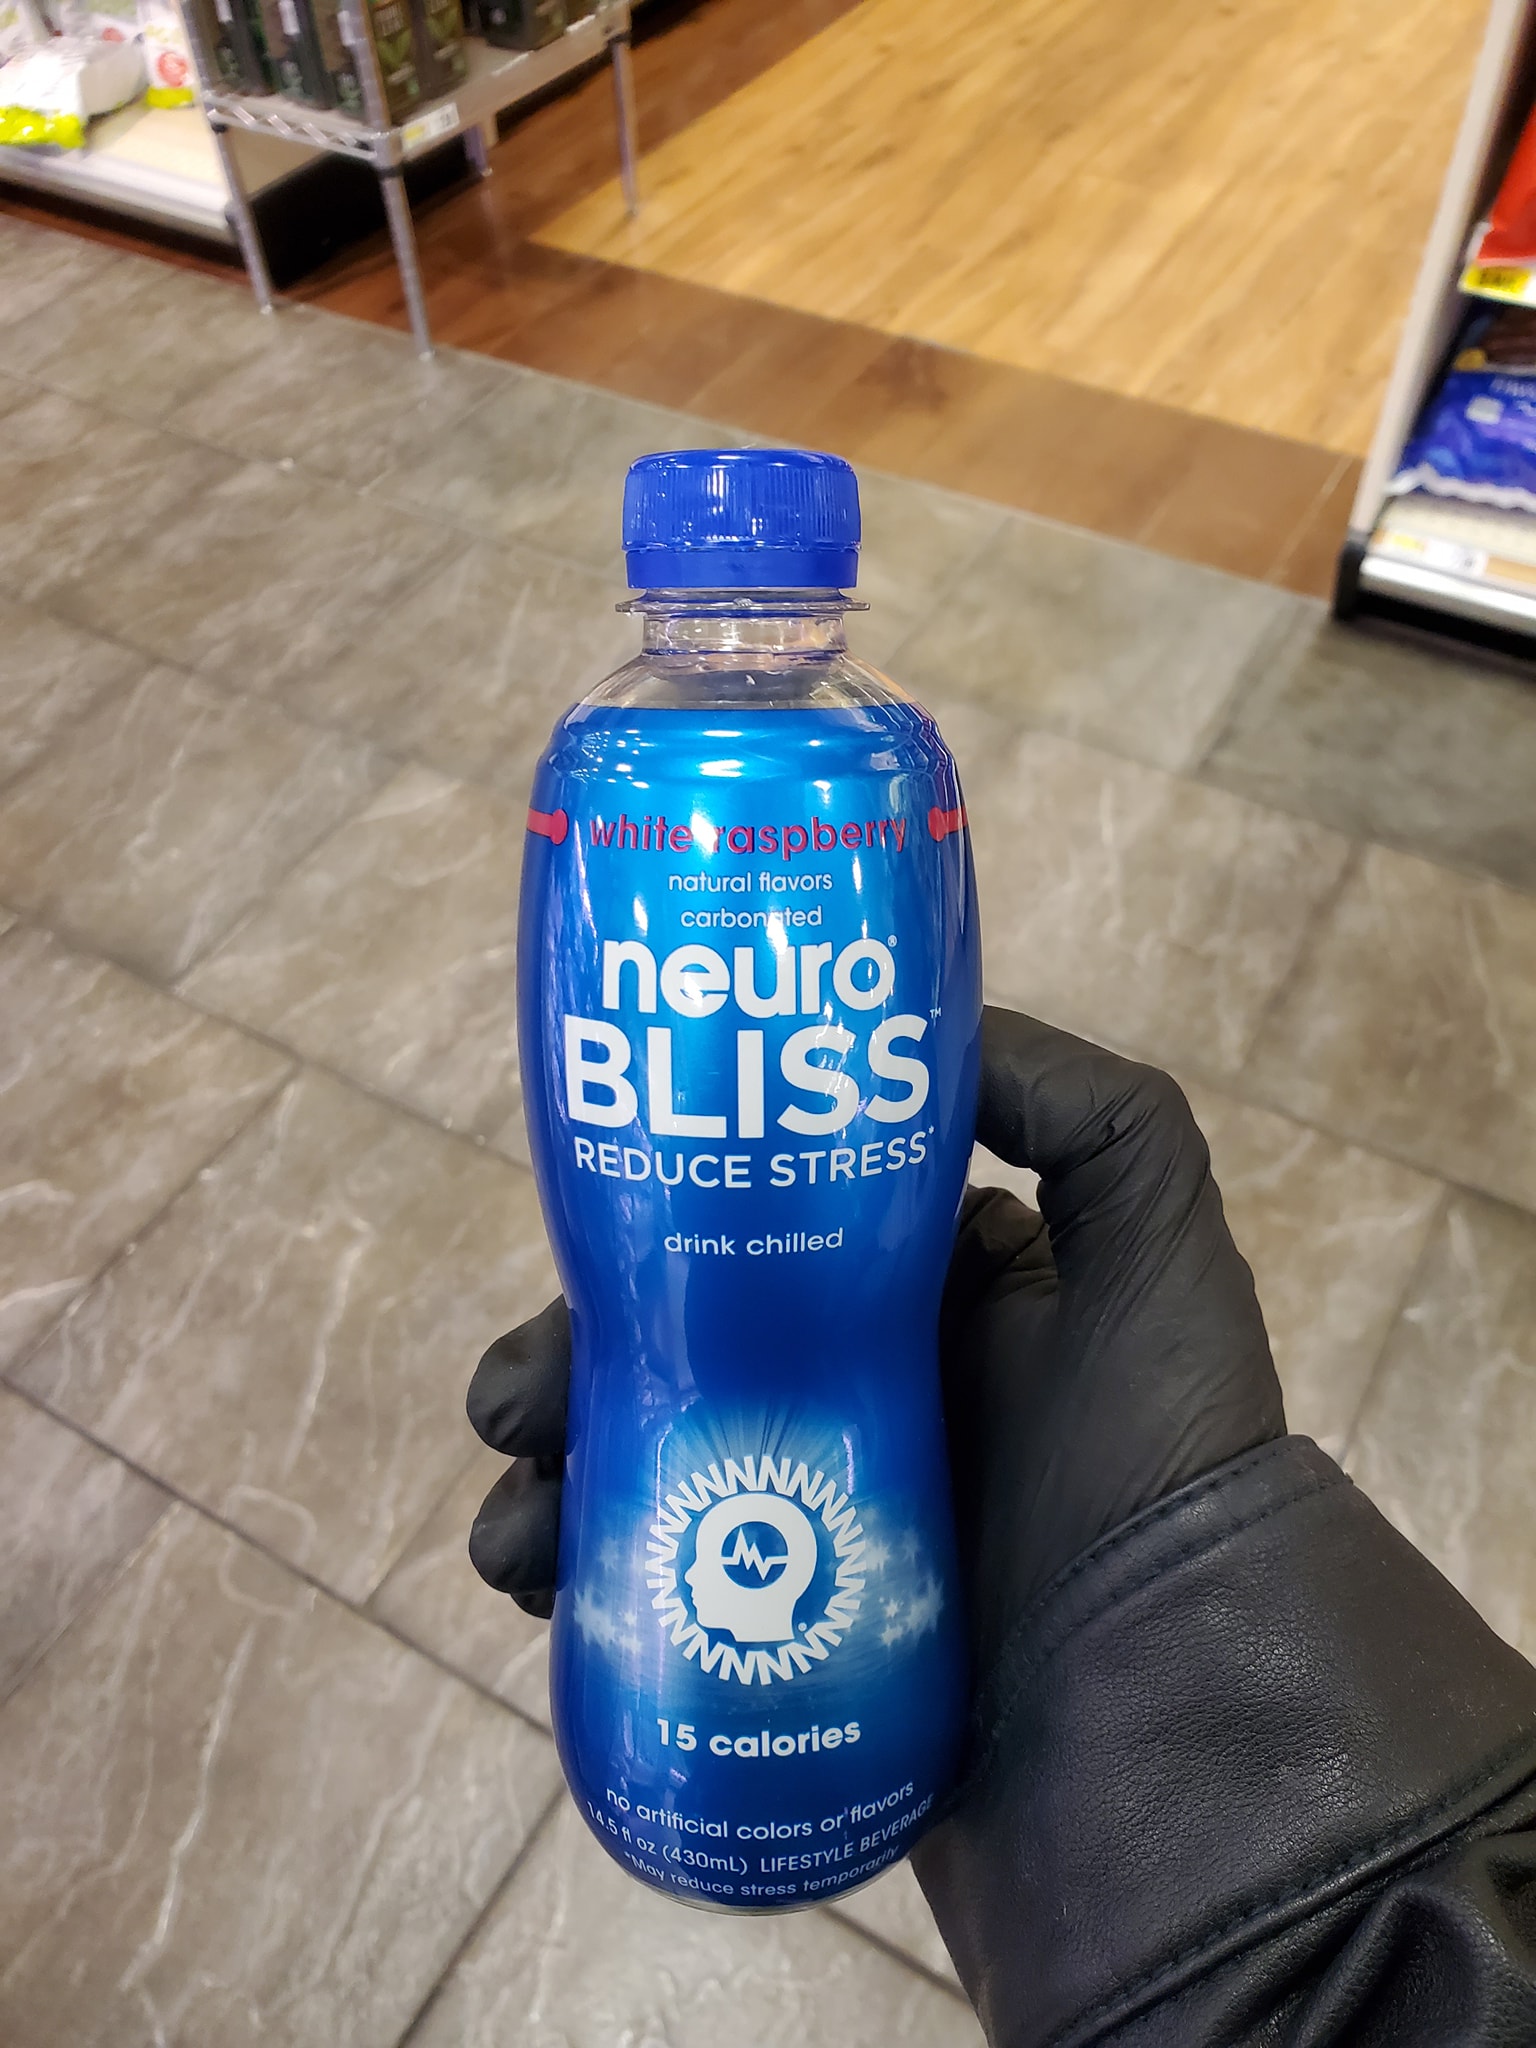 white raspberry
natural flavors
carbonated
neuro®
BLISS™
REDUCE STRESS*
drink chilled
15 calories
no artificial colors or flavors
14.5 fl oz (430mL) LIFESTYLE BEVERAGE
*May reduce stress temporarily